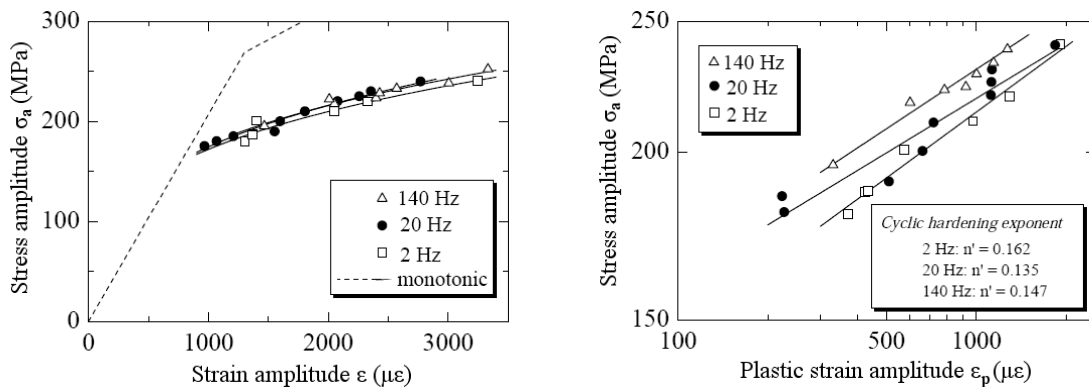 300
200
100
0
0
1000
2000
3000
Stress amplitude σa (MPa)
Strain amplitude ε (με)
140 Hz
20 Hz
2 Hz
monotonic
250
200
150
100
500
1000
Stress amplitude σa (MPa)
Plastic strain amplitude εp (με)
140 Hz
20 Hz
2 Hz
Cyclic hardening exponent
2 Hz: n' = 0.162
20 Hz: n' = 0.135
140 Hz: n' = 0.147